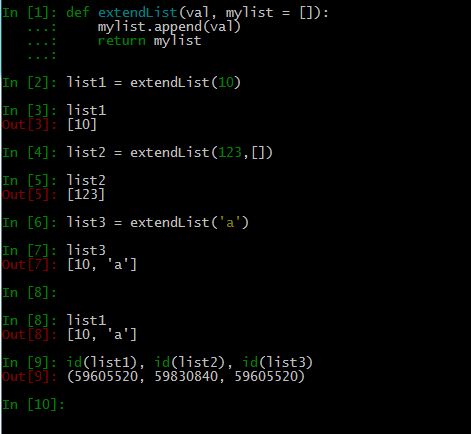 In [1]: def extendList(val, mylist = []):
   ...:     mylist.append(val)
   ...:     return mylist
   ...:
In [2]: list1 = extendList(10)
In [3]: list1
Out[3]: [10]
In [4]: list2 = extendList(123,[])
In [5]: list2
Out[5]: [123]
In [6]: list3 = extendList('a')
In [7]: list3
Out[7]: [10, 'a']
In [8]:
In [8]: list1
Out[8]: [10, 'a']
In [9]: id(list1), id(list2), id(list3)
Out[9]: (59605520, 59830840, 59605520)
In [10]: